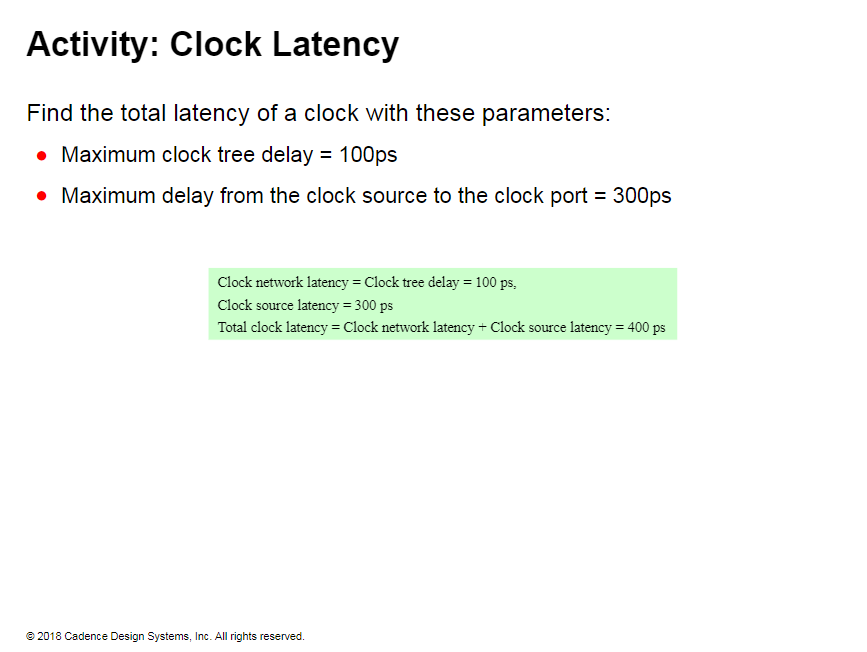 Activity: Clock Latency
Find the total latency of a clock with these parameters:
● Maximum clock tree delay = 100ps
● Maximum delay from the clock source to the clock port = 300ps
Clock network latency = Clock tree delay = 100 ps,
Clock source latency = 300 ps
Total clock latency = Clock network latency + Clock source latency = 400 ps
© 2018 Cadence Design Systems, Inc. All rights reserved.